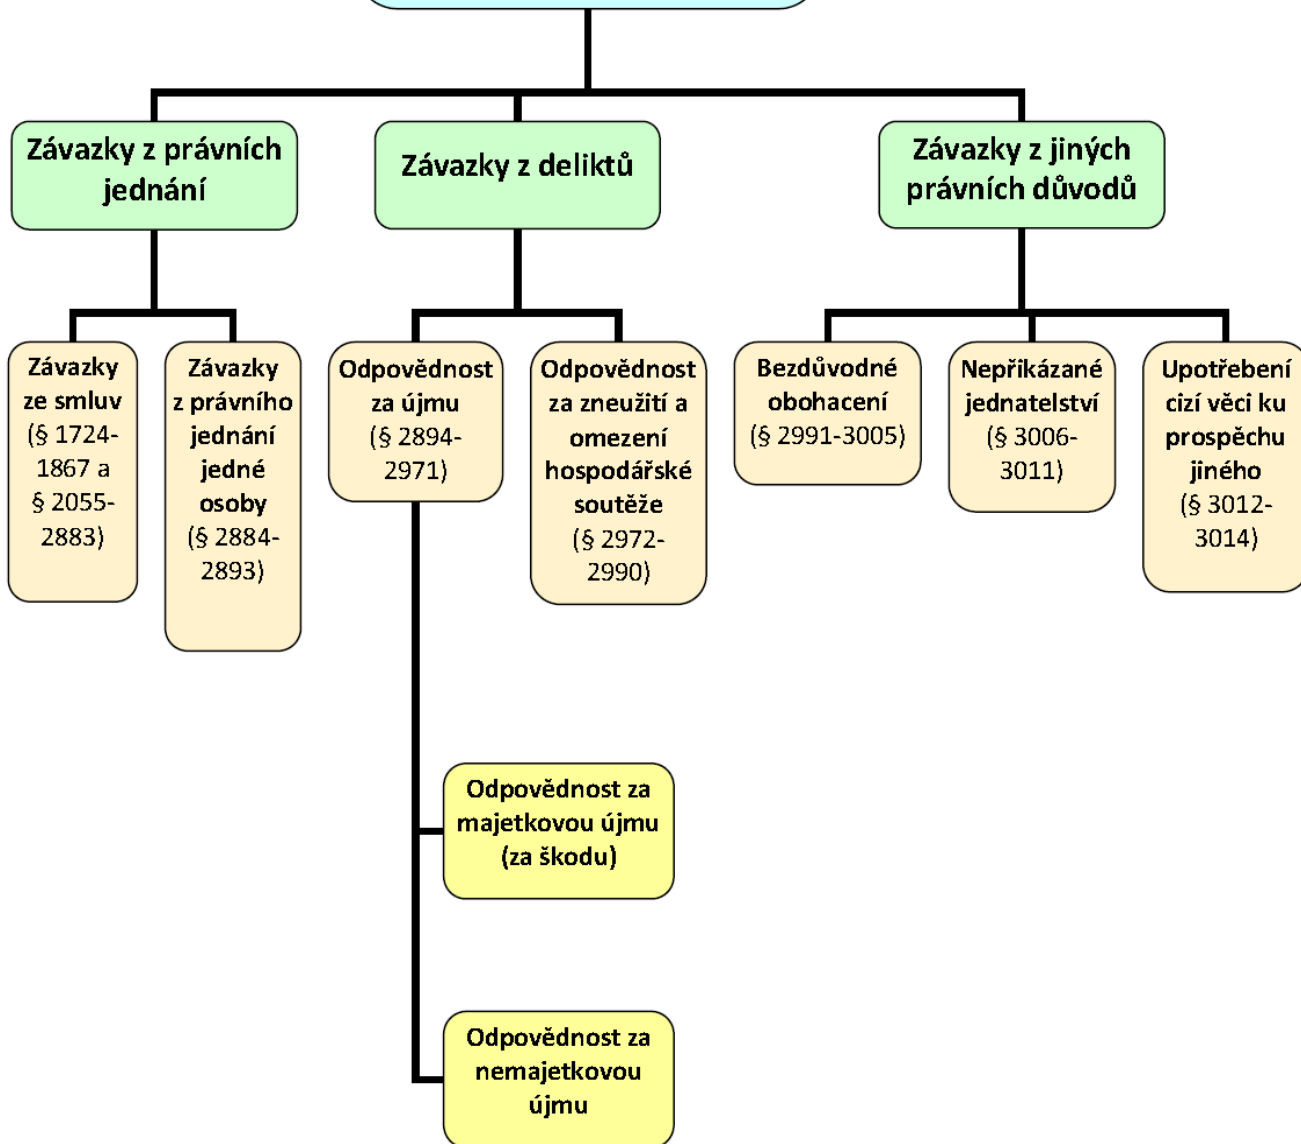 Závazky z právních
jednání
Závazky z deliktů
Závazky z jiných
právních důvodů
Závazky
ze smluv
(§ 1724-
1867 a
§ 2055-
2883)
Závazky
z právního
jednání
jedné
osoby
(§ 2884-
2893)
Odpovědnost
za újmu
(§ 2894-
2971)
Odpovědnost
za zneužití a
omezení
hospodářské
soutěže
(§ 2972-
2990)
Bezdůvodné
obohacení
(§ 2991-3005)
Nepřikázané
jednatelství
(§ 3006-
3011)
Upotřebení
cizí věci ku
prospěchu
jiného
(§ 3012-
3014)
Odpovědnost za
majetkovou újmu
(za škodu)
Odpovědnost za
nemajetkovou
újmu